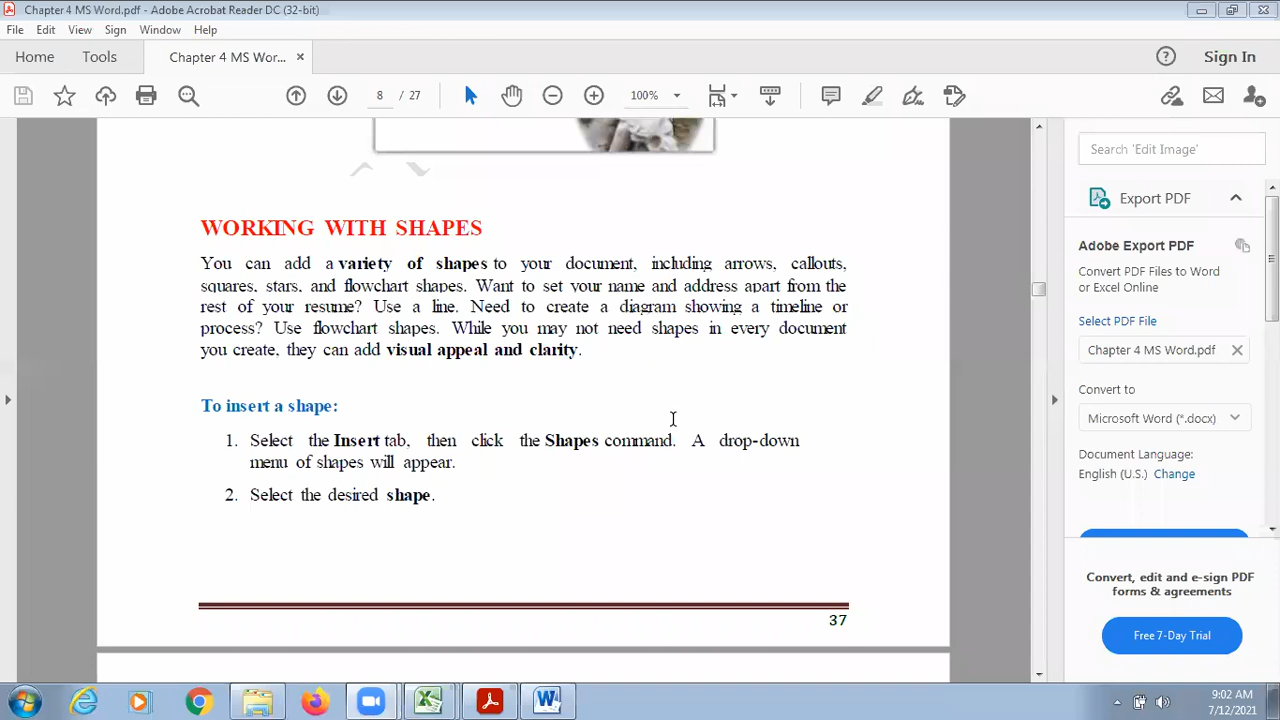 Chapter 4 MS Word.pdf - Adobe Acrobat Reader DC (32-bit)
File Edit View Sign Window Help
Home Tools Chapter 4 MS Wor... × Sign In
8 / 27 100%
WORKING WITH SHAPES
You can add a variety of shapes to your document, including arrows, callouts,
squares, stars, and flowchart shapes. Want to set your name and address apart from the
rest of your resume? Use a line. Need to create a diagram showing a timeline or
process? Use flowchart shapes. While you may not need shapes in every document
you create, they can add visual appeal and clarity.
To insert a shape:
1. Select the Insert tab, then click the Shapes command. A drop-down
menu of shapes will appear.
2. Select the desired shape.
37
Search 'Edit Image'
Export PDF
Adobe Export PDF
Convert PDF Files to Word
or Excel Online
Select PDF File
Chapter 4 MS Word.pdf ×
Convert to
Microsoft Word (*.docx)
Document Language:
English (U.S.) Change
Convert, edit and e-sign PDF
forms & agreements
Free 7-Day Trial
9:02 AM
7/12/2021